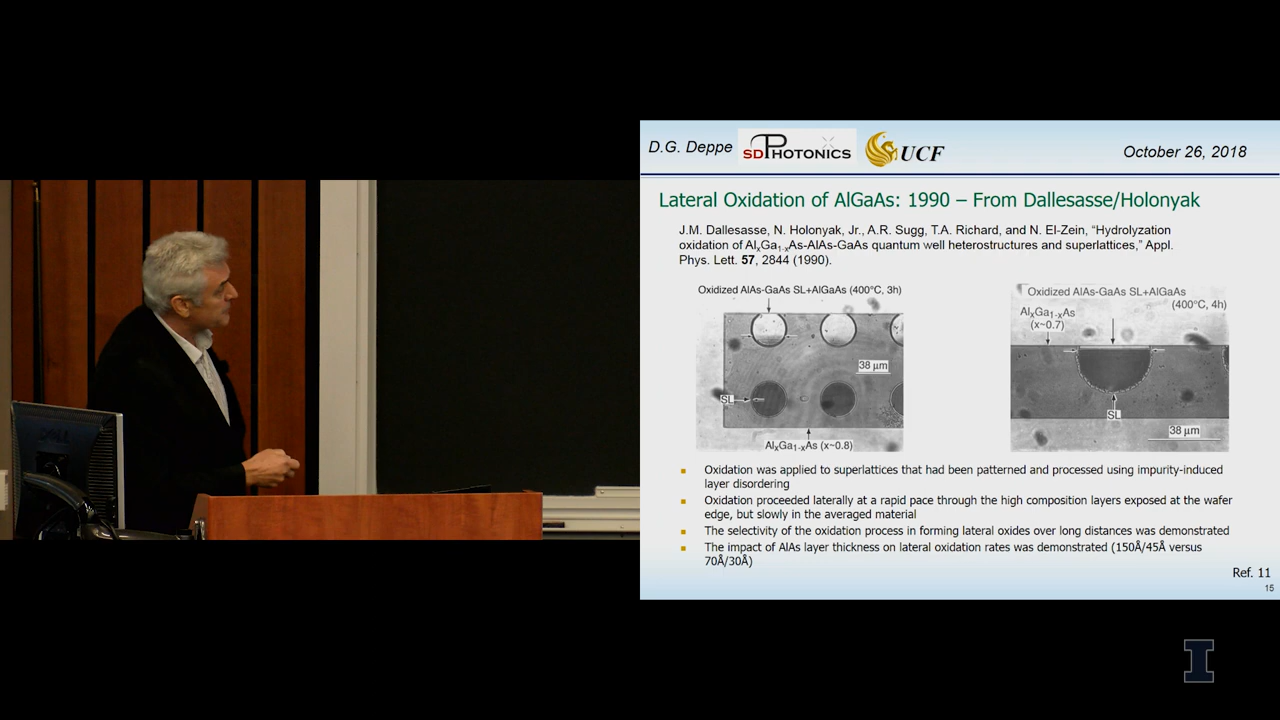 D.G. Deppe
SDPHOTONICS
UCF
October 26, 2018
Lateral Oxidation of AlGaAs: 1990 – From Dallesasse/Holonyak
J.M. Dallesasse, N. Holonyak, Jr., A.R. Sugg, T.A. Richard, and N. El-Zein, “Hydrolyzation
oxidation of AlxGa1-xAs-AlAs-GaAs quantum well heterostructures and superlattices,” Appl.
Phys. Lett. 57, 2844 (1990).
Oxidized AlAs-GaAs SL+AlGaAs (400°C, 3h)
38 µm
SL
AlxGa1-xAs (x~0.8)
Oxidized AlAs-GaAs SL+AlGaAs
(400°C, 4h)
AlxGa1-xAs
(x~0.7)
SL
38 µm
▪ Oxidation was applied to superlattices that had been patterned and processed using impurity-induced
layer disordering
▪ Oxidation proceeded laterally at a rapid pace through the high composition layers exposed at the wafer
edge, but slowly in the averaged material
▪ The selectivity of the oxidation process in forming lateral oxides over long distances was demonstrated
▪ The impact of AlAs layer thickness on lateral oxidation rates was demonstrated (150Å/45Å versus
70Å/30Å)
Ref. 11
15
DELL
I